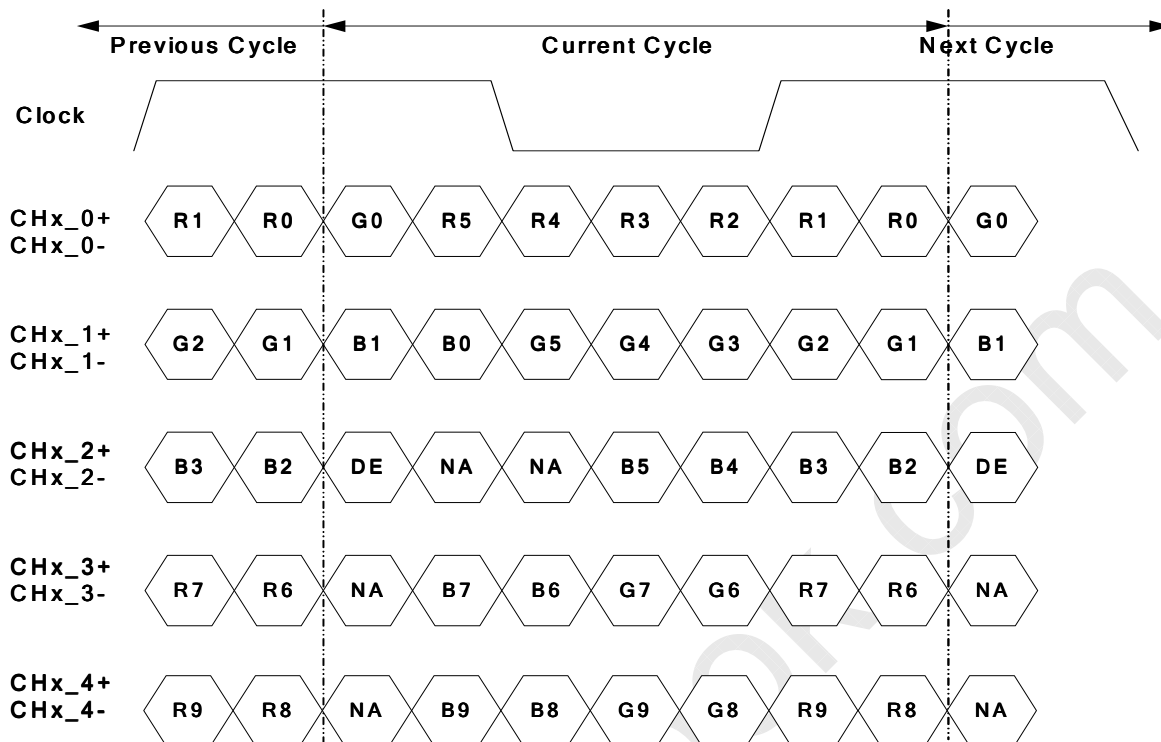 Previous Cycle Current Cycle Next Cycle
Clock
CHx_0+
CHx_0-
R1 R0 G0 R5 R4 R3 R2 R1 R0 G0
CHx_1+
CHx_1-
G2 G1 B1 B0 G5 G4 G3 G2 G1 B1
CHx_2+
CHx_2-
B3 B2 DE NA NA B5 B4 B3 B2 DE
CHx_3+
CHx_3-
R7 R6 NA B7 B6 G7 G6 R7 R6 NA
CHx_4+
CHx_4-
R9 R8 NA B9 B8 G9 G8 R9 R8 NA
com